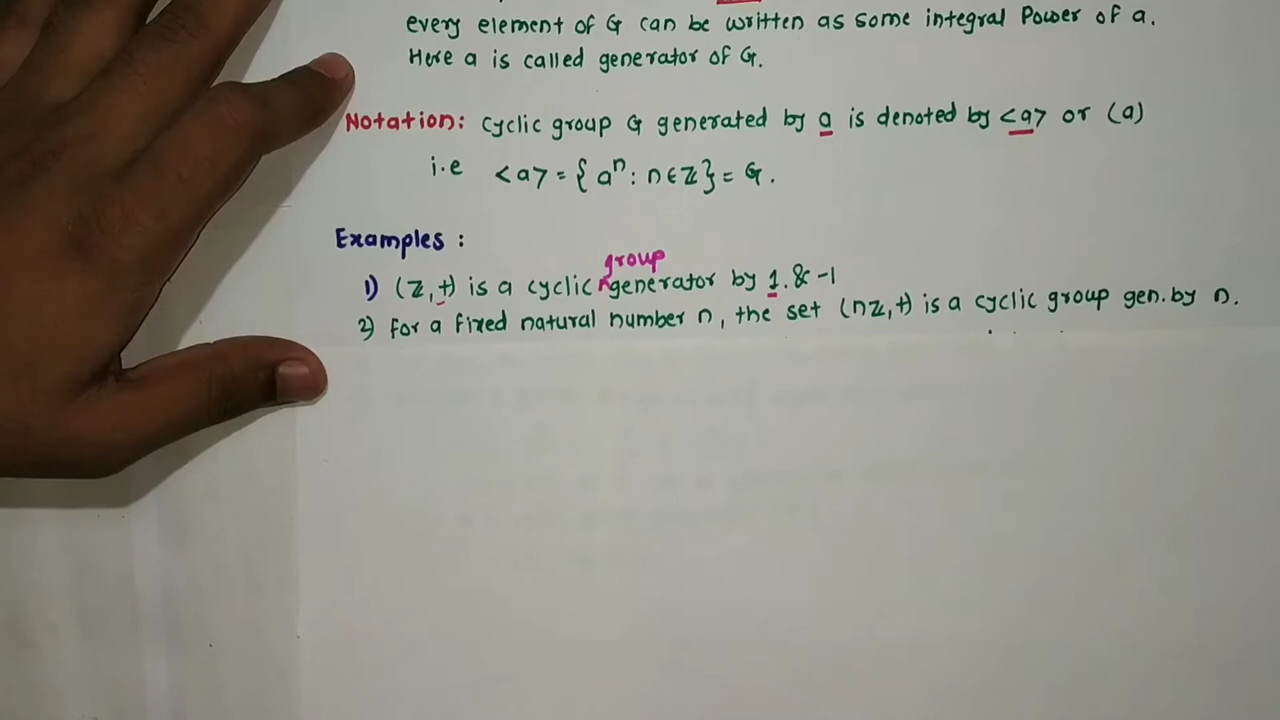 every element of G can be written as some integral Power of a.
Here a is called generator of G.
Notation: cyclic group G generated by a is denoted by <a> or (a)
i.e <a> = { aⁿ : n ∈ ℤ } = G.
Examples :
group
1) (ℤ, +) is a cyclic generator by 1. & -1
2) for a fixed natural number n, the set (nℤ, +) is a cyclic group gen. by n.